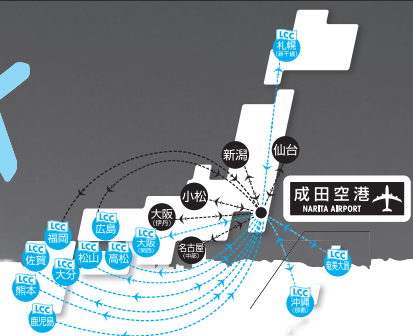 LCC
札幌
(新千歳)
新潟
仙台
小松
成田空港
NARITA AIRPORT
大阪
(伊丹)
LCC
広島
LCC
福岡
LCC
大阪
(関西)
名古屋
(中部)
LCC
佐賀
LCC
大分
LCC
松山
LCC
高松
LCC
奄美大島
LCC
熊本
LCC
沖縄
(那覇)
LCC
鹿児島